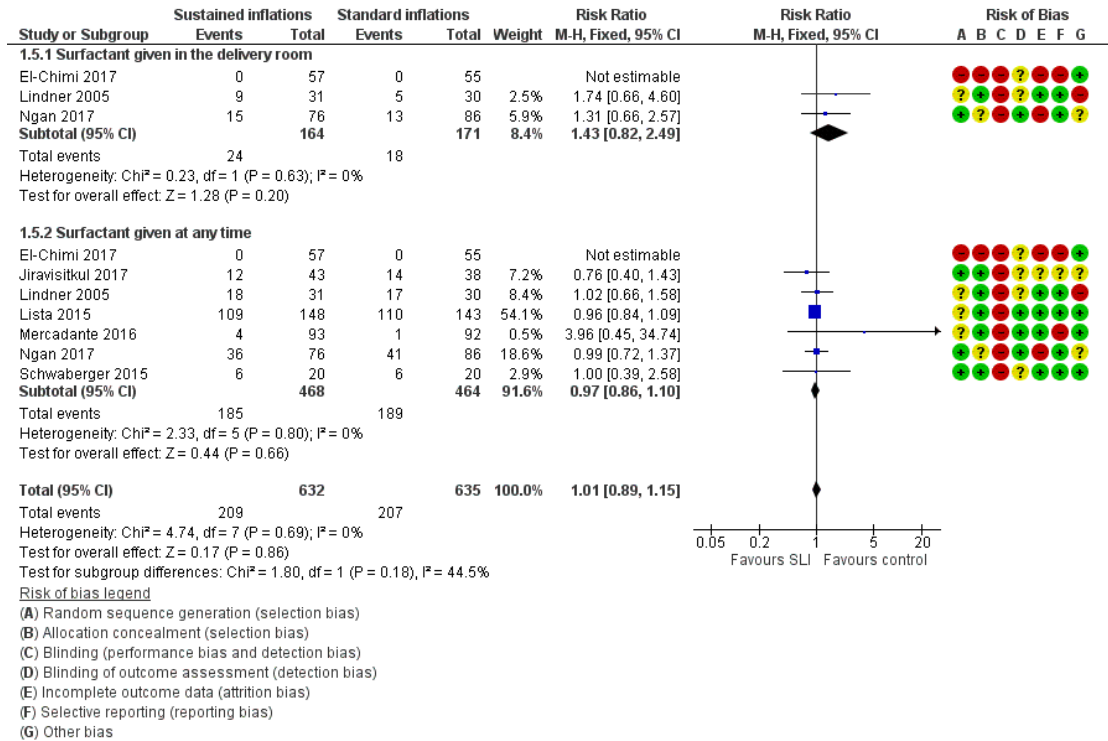 Sustained inflations Standard inflations Risk Ratio Risk Ratio Risk of Bias
Study or Subgroup Events Total Events Total Weight M-H, Fixed, 95% CI M-H, Fixed, 95% CI A B C D E F G
1.5.1 Surfactant given in the delivery room
El-Chimi 2017 0 57 0 55 Not estimable - - - ? - - +
Lindner 2005 9 31 5 30 2.5% 1.74 [0.66, 4.60] ? + - ? + + -
Ngan 2017 15 76 13 86 5.9% 1.31 [0.66, 2.57] + ? - ? - + ?
Subtotal (95% CI) 164 171 8.4% 1.43 [0.82, 2.49]
Total events 24 18
Heterogeneity: Chi² = 0.23, df = 1 (P = 0.63); I² = 0%
Test for overall effect: Z = 1.28 (P = 0.20)
1.5.2 Surfactant given at any time
El-Chimi 2017 0 57 0 55 Not estimable - - - ? - - +
Jiravisitkul 2017 12 43 14 38 7.2% 0.76 [0.40, 1.43] + + - ? ? ? ?
Lindner 2005 18 31 17 30 8.4% 1.02 [0.66, 1.58] ? + - ? + + -
Lista 2015 109 148 110 143 54.1% 0.96 [0.84, 1.09] ? + - + + + +
Mercadante 2016 4 93 1 92 0.5% 3.96 [0.45, 34.74] ? + - ? + - +
Ngan 2017 36 76 41 86 18.6% 0.99 [0.72, 1.37] + ? - ? - + ?
Schwaberger 2015 6 20 6 20 2.9% 1.00 [0.39, 2.58] + + - ? + + +
Subtotal (95% CI) 468 464 91.6% 0.97 [0.86, 1.10]
Total events 185 189
Heterogeneity: Chi² = 2.33, df = 5 (P = 0.80); I² = 0%
Test for overall effect: Z = 0.44 (P = 0.66)
Total (95% CI) 632 635 100.0% 1.01 [0.89, 1.15]
Total events 209 207
Heterogeneity: Chi² = 4.74, df = 7 (P = 0.69); I² = 0%
Test for overall effect: Z = 0.17 (P = 0.86)
Test for subgroup differences: Chi² = 1.80, df = 1 (P = 0.18), I² = 44.5%
0.05 0.2 1 5 20
Favours SLI Favours control
Risk of bias legend
(A) Random sequence generation (selection bias)
(B) Allocation concealment (selection bias)
(C) Blinding (performance bias and detection bias)
(D) Blinding of outcome assessment (detection bias)
(E) Incomplete outcome data (attrition bias)
(F) Selective reporting (reporting bias)
(G) Other bias